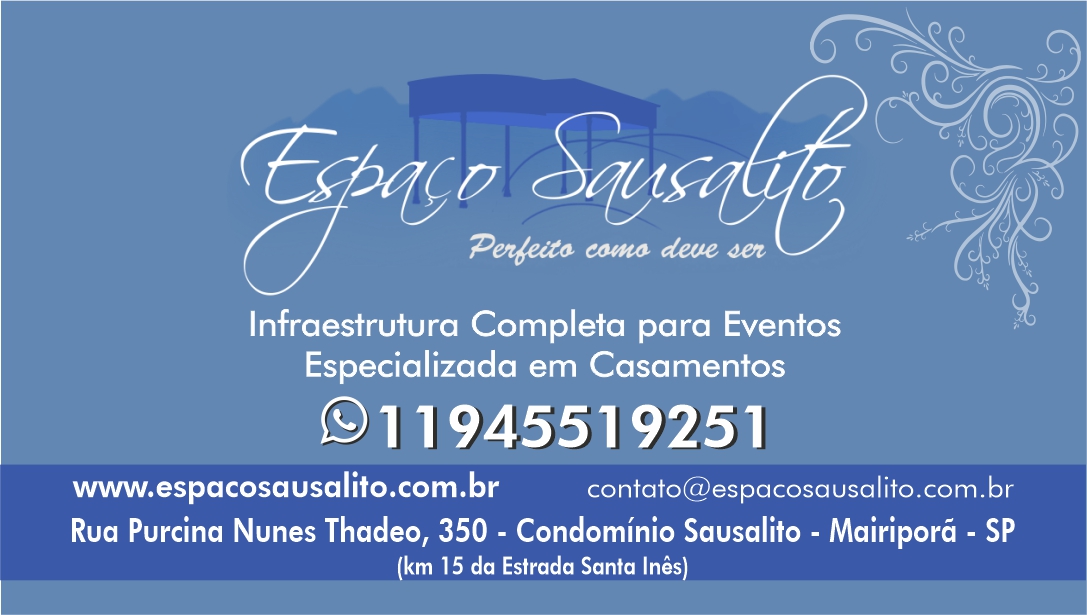 Espaço Sausalito
Perfeito como deve ser
Infraestrutura Completa para Eventos
Especializada em Casamentos
11945519251
www.espacosausalito.com.br
contato@espacosausalito.com.br
Rua Purcina Nunes Thadeo, 350 - Condomínio Sausalito - Mairiporã - SP
(km 15 da Estrada Santa Inês)